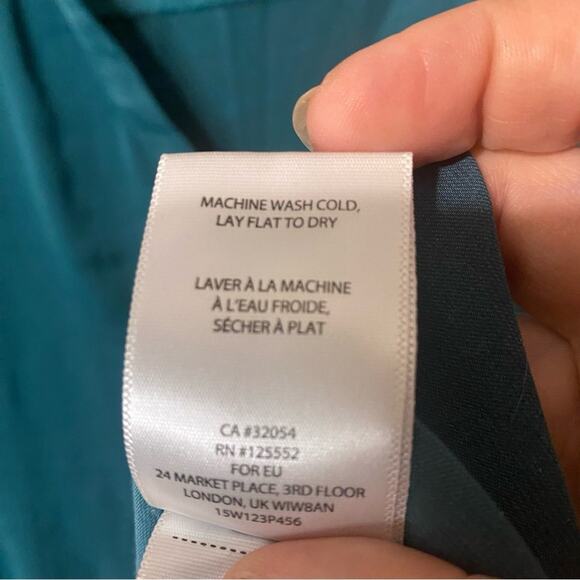 MACHINE WASH COLD,
LAY FLAT TO DRY
LAVER À LA MACHINE
À L'EAU FROIDE,
SÉCHER À PLAT
CA #32054
RN #125552
FOR EU
24 MARKET PLACE, 3RD FLOOR
LONDON, UK WIW8AN
15W123P456